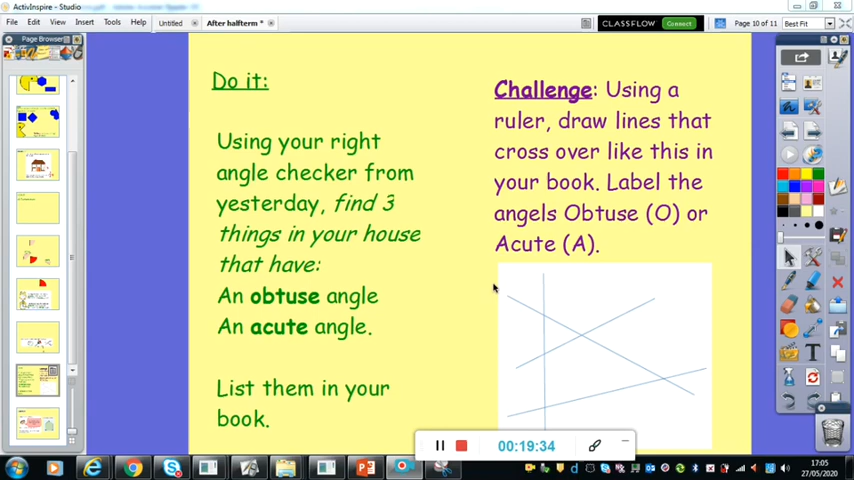 ActivInspire - Studio
File Edit View Insert Tools Help
Untitled
After halfterm *
CLASSFLOW Connect
Page 10 of 11
Best Fit
Page Browser
Do it:
Using your right
angle checker from
yesterday, find 3
things in your house
that have:
An obtuse angle
An acute angle.
List them in your
book.
Challenge: Using a
ruler, draw lines that
cross over like this in
your book. Label the
angels Obtuse (O) or
Acute (A).
00:19:34
17:05
27/05/2020